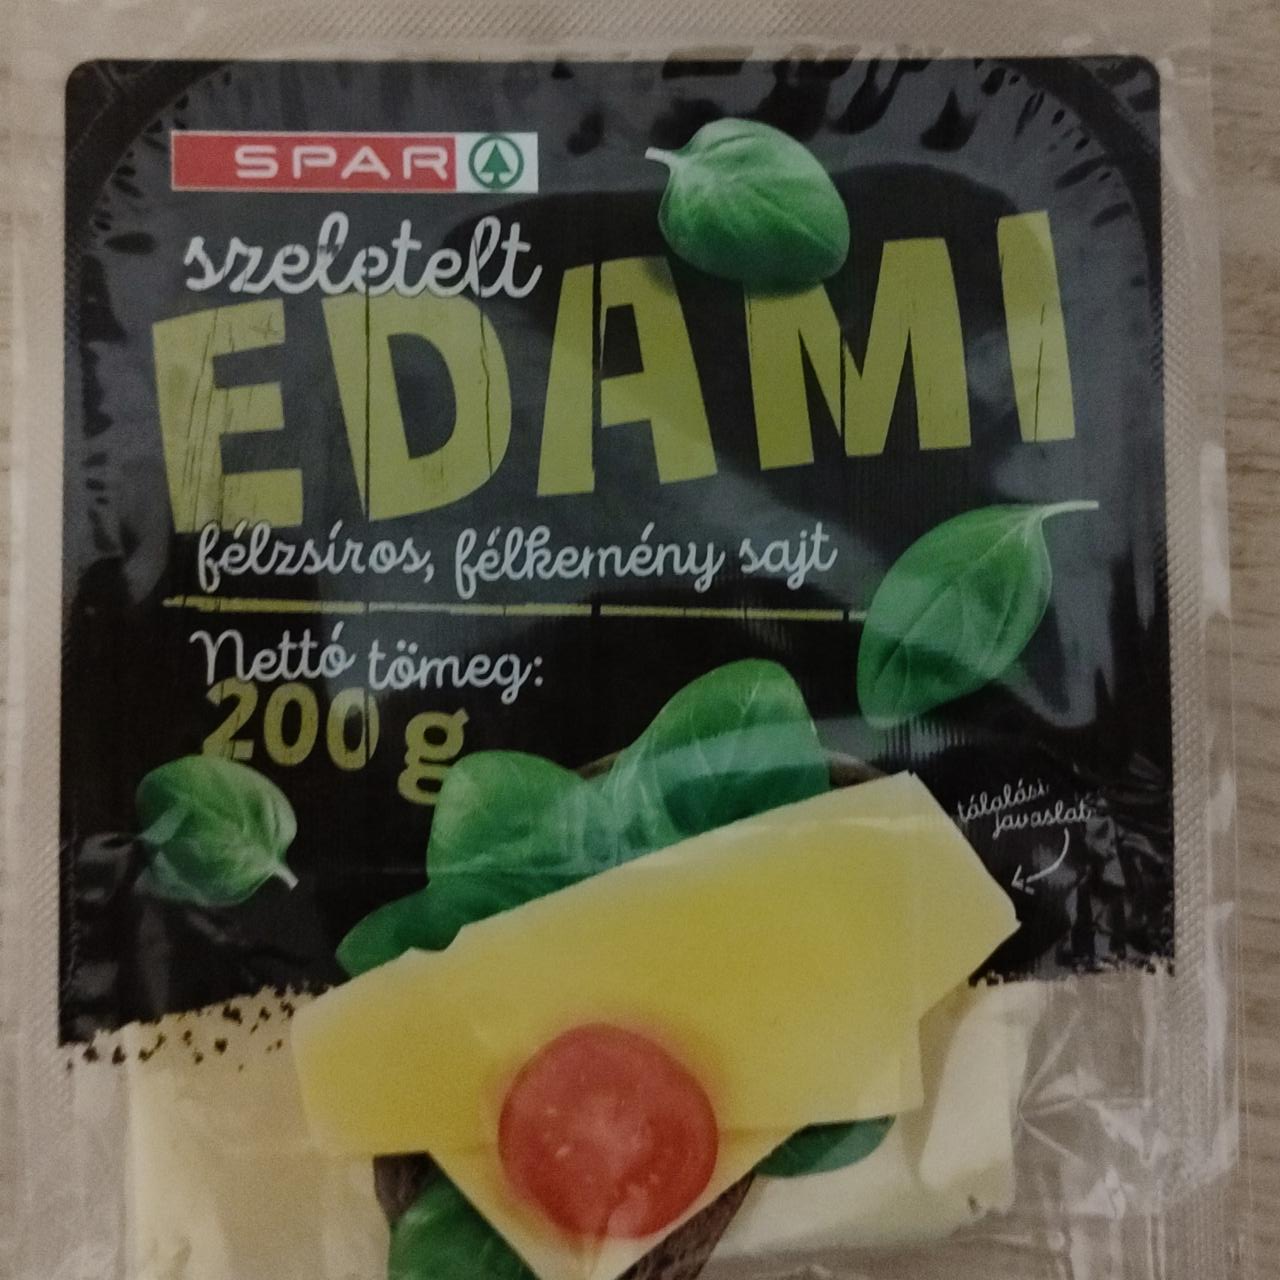 SPAR
szeletelt
EDAMI
félzsíros, félkemény sajt
Nettó tömeg:
200 g
tálalási
javaslat